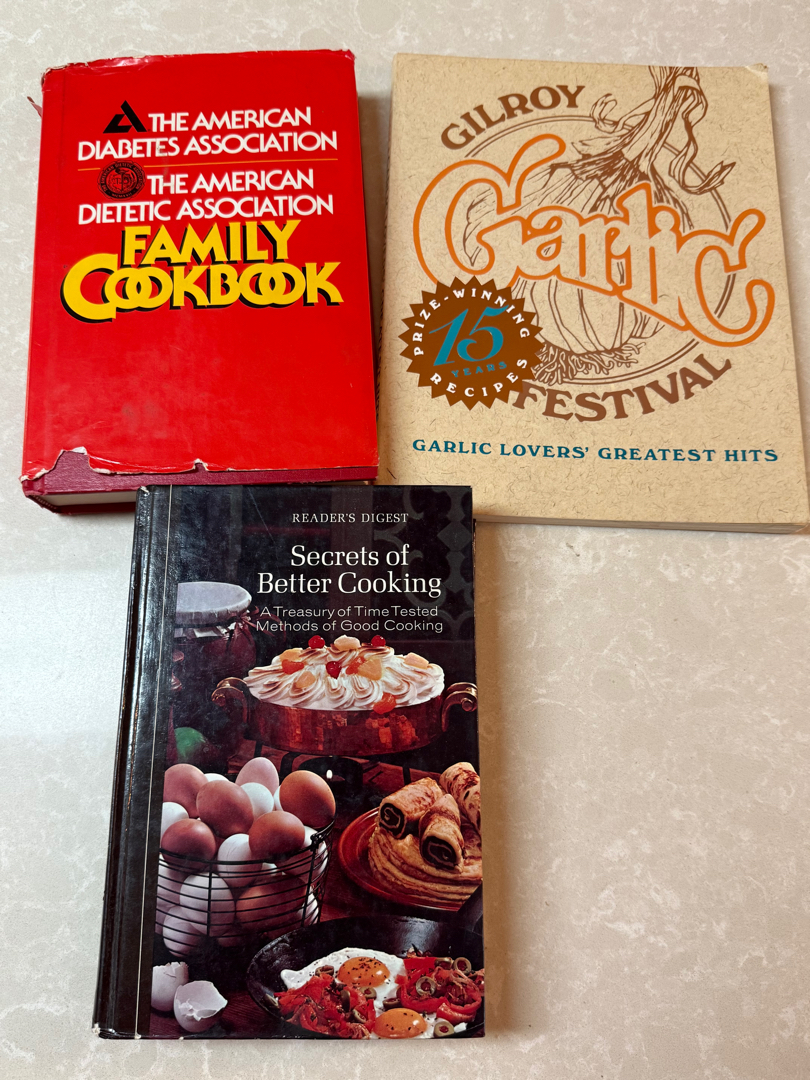 THE AMERICAN
DIABETES ASSOCIATION
THE AMERICAN
DIETETIC ASSOCIATION
FAMILY
COOKBOOK
GILROY
Garlic
FESTIVAL
PRIZE-WINNING
15
YEARS
RECIPES
GARLIC LOVERS' GREATEST HITS
READER'S DIGEST
Secrets of
Better Cooking
A Treasury of Time Tested
Methods of Good Cooking